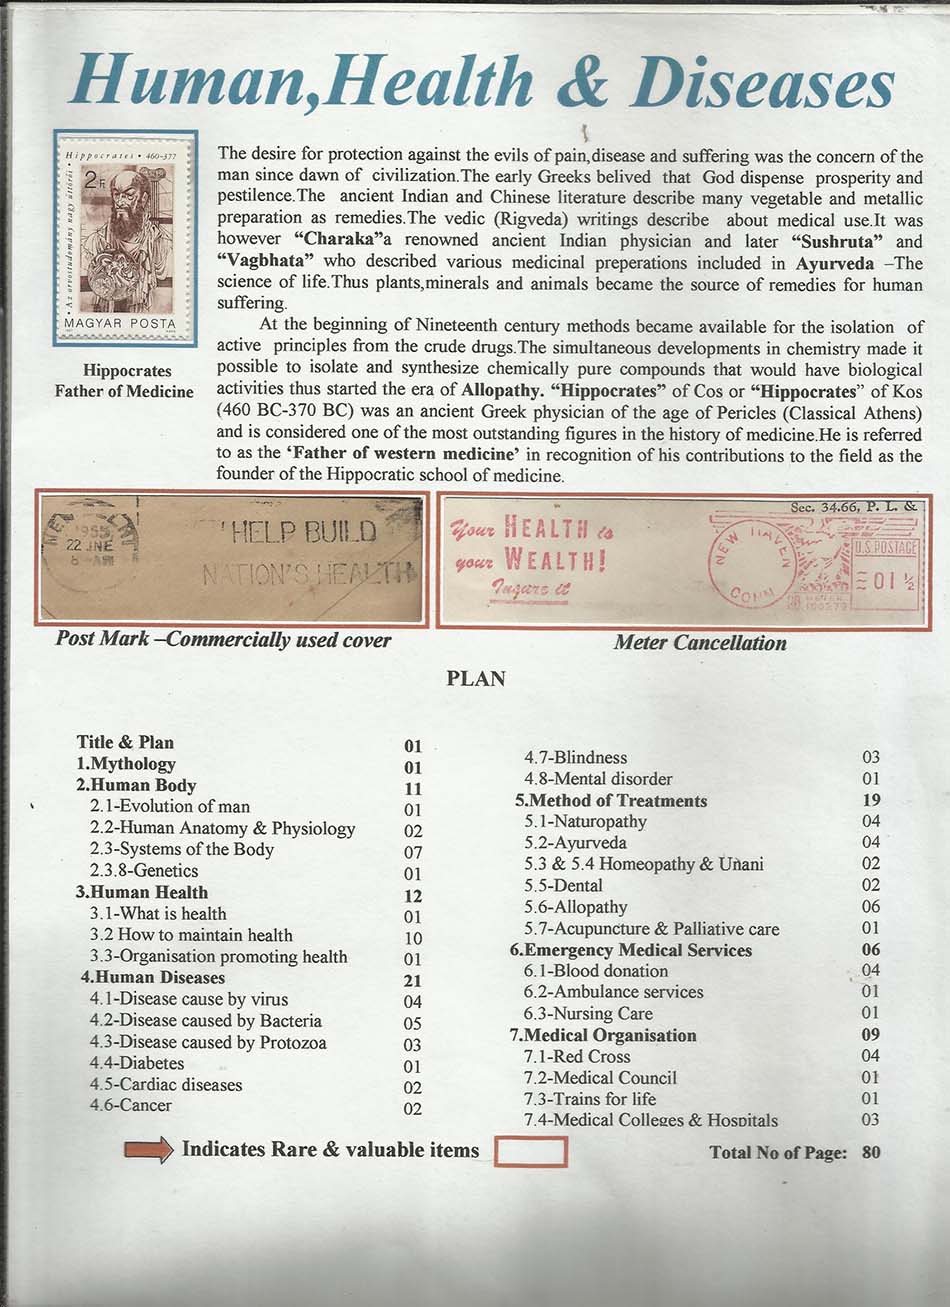 Human,Health & Diseases
Hippocrates • 460-377
2 Ft
• Az orvostudomány nagy úttörői •
MAGYAR POSTA
Hippocrates
Father of Medicine
The desire for protection against the evils of pain,disease and suffering was the concern of the
man since dawn of civilization.The early Greeks belived that God dispense prosperity and
pestilence.The ancient Indian and Chinese literature describe many vegetable and metallic
preparation as remedies.The vedic (Rigveda) writings describe about medical use.It was
however “Charaka”a renowned ancient Indian physician and later “Sushruta” and
“Vagbhata” who described various medicinal preperations included in Ayurveda –The
science of life.Thus plants,minerals and animals became the source of remedies for human
suffering.
At the beginning of Nineteenth century methods became available for the isolation of
active principles from the crude drugs.The simultaneous developments in chemistry made it
possible to isolate and synthesize chemically pure compounds that would have biological
activities thus started the era of Allopathy. “Hippocrates” of Cos or “Hippocrates” of Kos
(460 BC-370 BC) was an ancient Greek physician of the age of Pericles (Classical Athens)
and is considered one of the most outstanding figures in the history of medicine.He is referred
to as the ‘Father of western medicine’ in recognition of his contributions to the field as the
founder of the Hippocratic school of medicine.
NEW DELHI
1955
22 JNE
8 - AM
HELP BUILD
NATION'S HEALTH
Sec. 34.66, P. L. &
Your HEALTH is
your WEALTH!
Insure it
NEW HAVEN
CONN
U.S.POSTAGE
01 ½
Post Mark –Commercially used cover
Meter Cancellation
PLAN
Title & Plan 01
1.Mythology 01
2.Human Body 11
2.1-Evolution of man 01
2.2-Human Anatomy & Physiology 02
2.3-Systems of the Body 07
2.3.8-Genetics 01
3.Human Health 12
3.1-What is health 01
3.2 How to maintain health 10
3.3-Organisation promoting health 01
4.Human Diseases 21
4.1-Disease cause by virus 04
4.2-Disease caused by Bacteria 05
4.3-Disease caused by Protozoa 03
4.4-Diabetes 01
4.5-Cardiac diseases 02
4.6-Cancer 02
4.7-Blindness 03
4.8-Mental disorder 01
5.Method of Treatments 19
5.1-Naturopathy 04
5.2-Ayurveda 04
5.3 & 5.4 Homeopathy & Unani 02
5.5-Dental 02
5.6-Allopathy 06
5.7-Acupuncture & Palliative care 01
6.Emergency Medical Services 06
6.1-Blood donation 04
6.2-Ambulance services 01
6.3-Nursing Care 01
7.Medical Organisation 09
7.1-Red Cross 04
7.2-Medical Council 01
7.3-Trains for life 01
7.4-Medical Colleges & Hospitals 03
Indicates Rare & valuable items
Total No of Page: 80